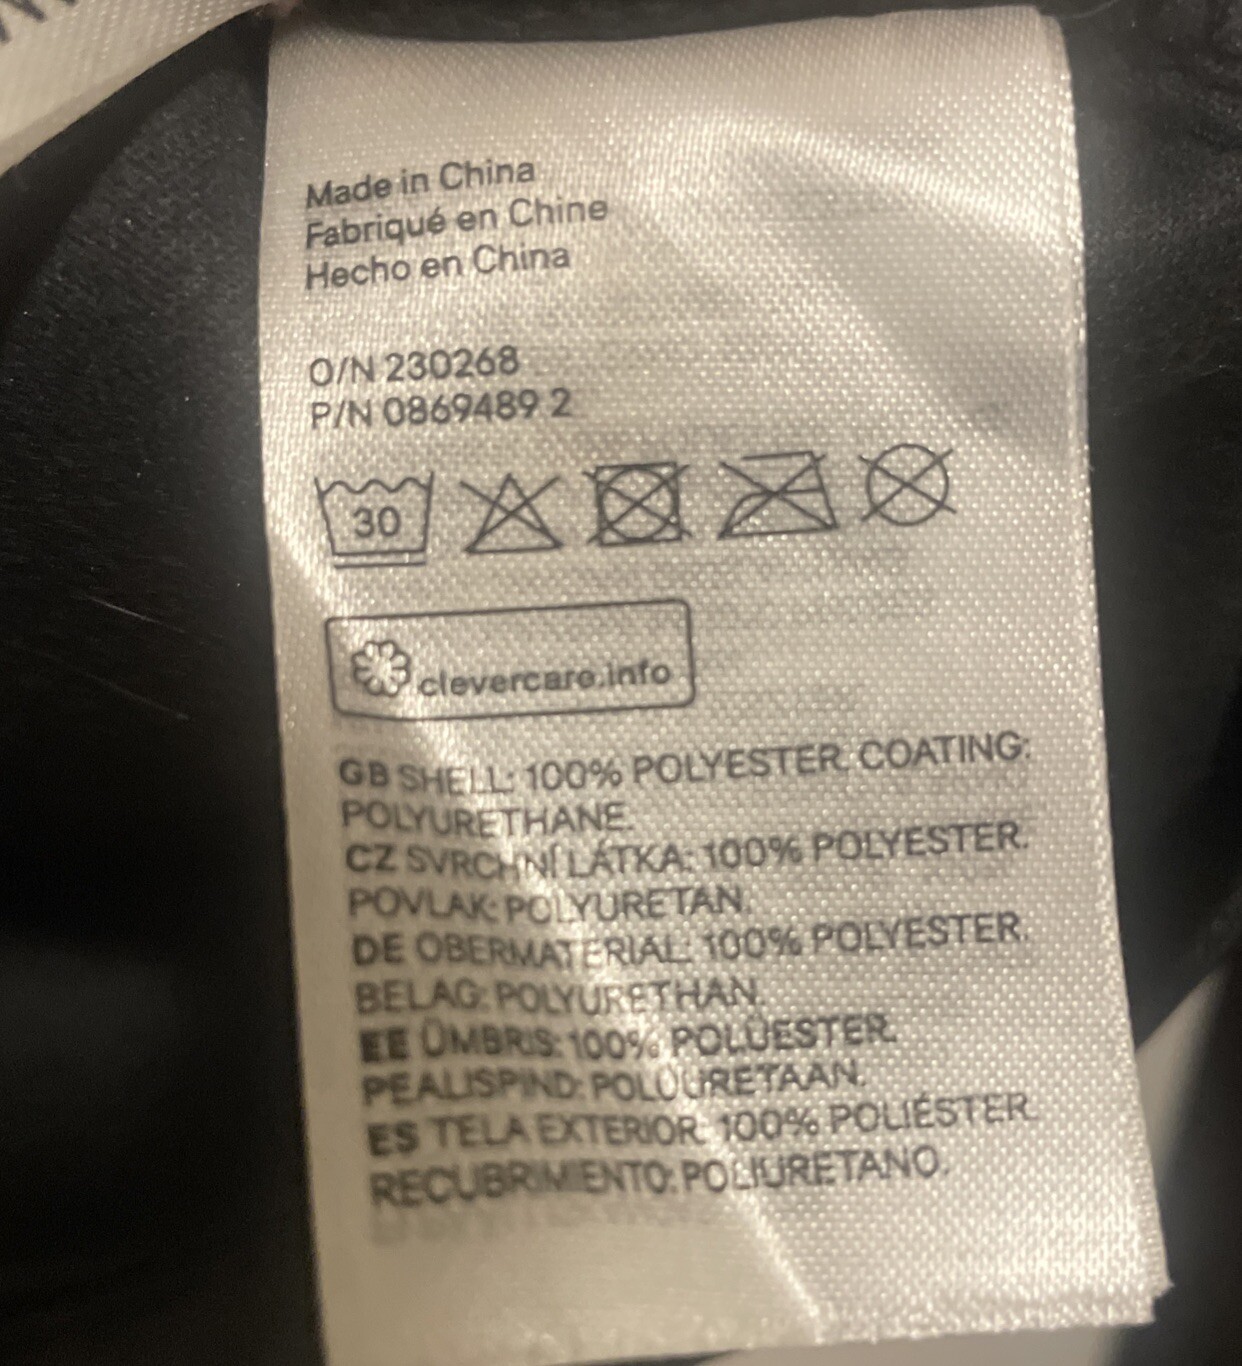 Made in China
Fabriqué en Chine
Hecho en China
O/N 230268
P/N 0869489 2
30
clevercare.info
GB SHELL: 100% POLYESTER. COATING:
POLYURETHANE.
CZ SVRCHNÍ LÁTKA: 100% POLYESTER.
POVLAK: POLYURETAN.
DE OBERMATERIAL: 100% POLYESTER.
BELAG: POLYURETHAN.
EE ÜMBRIS: 100% POLÜESTER.
PEALISPIND: POLÜURETAAN.
ES TELA EXTERIOR: 100% POLIÉSTER.
RECUBRIMIENTO: POLIURETANO.